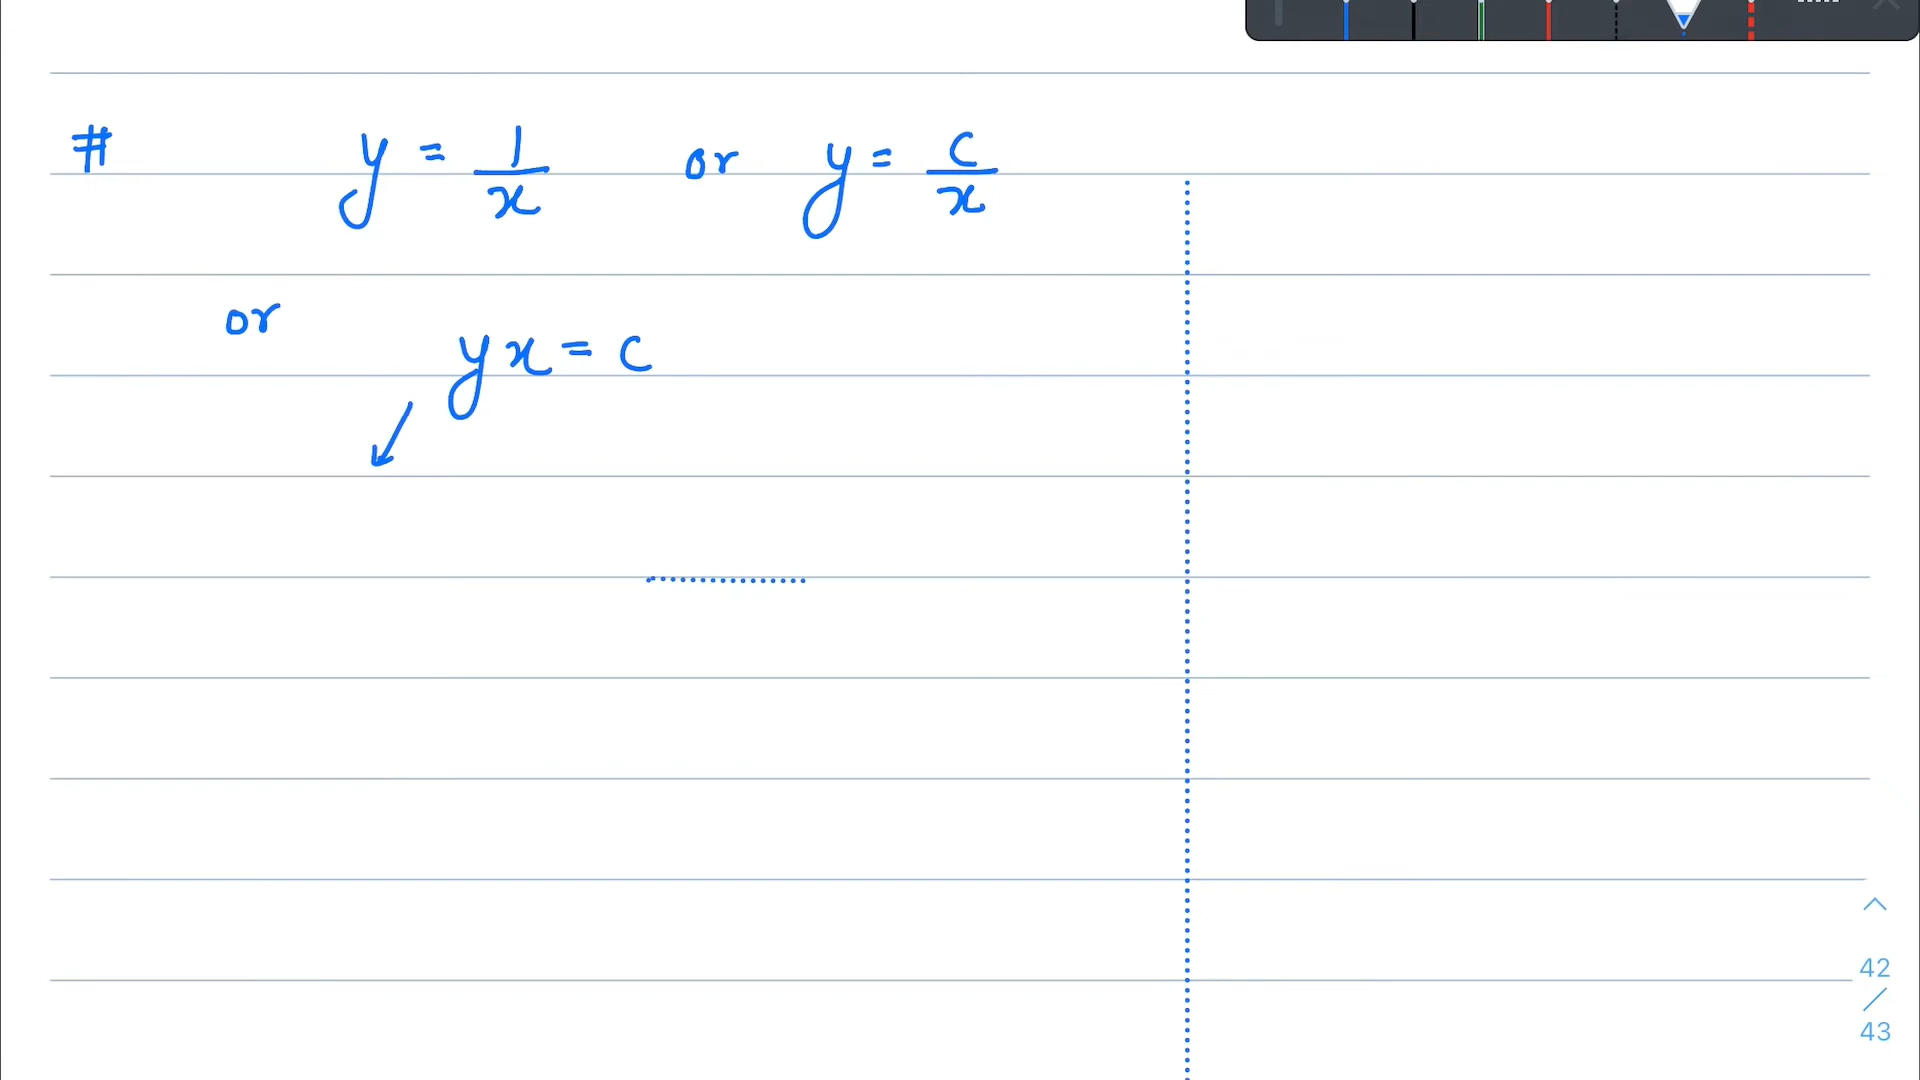 # y = 1/x or y = c/x
or
yx = c
42
/
43